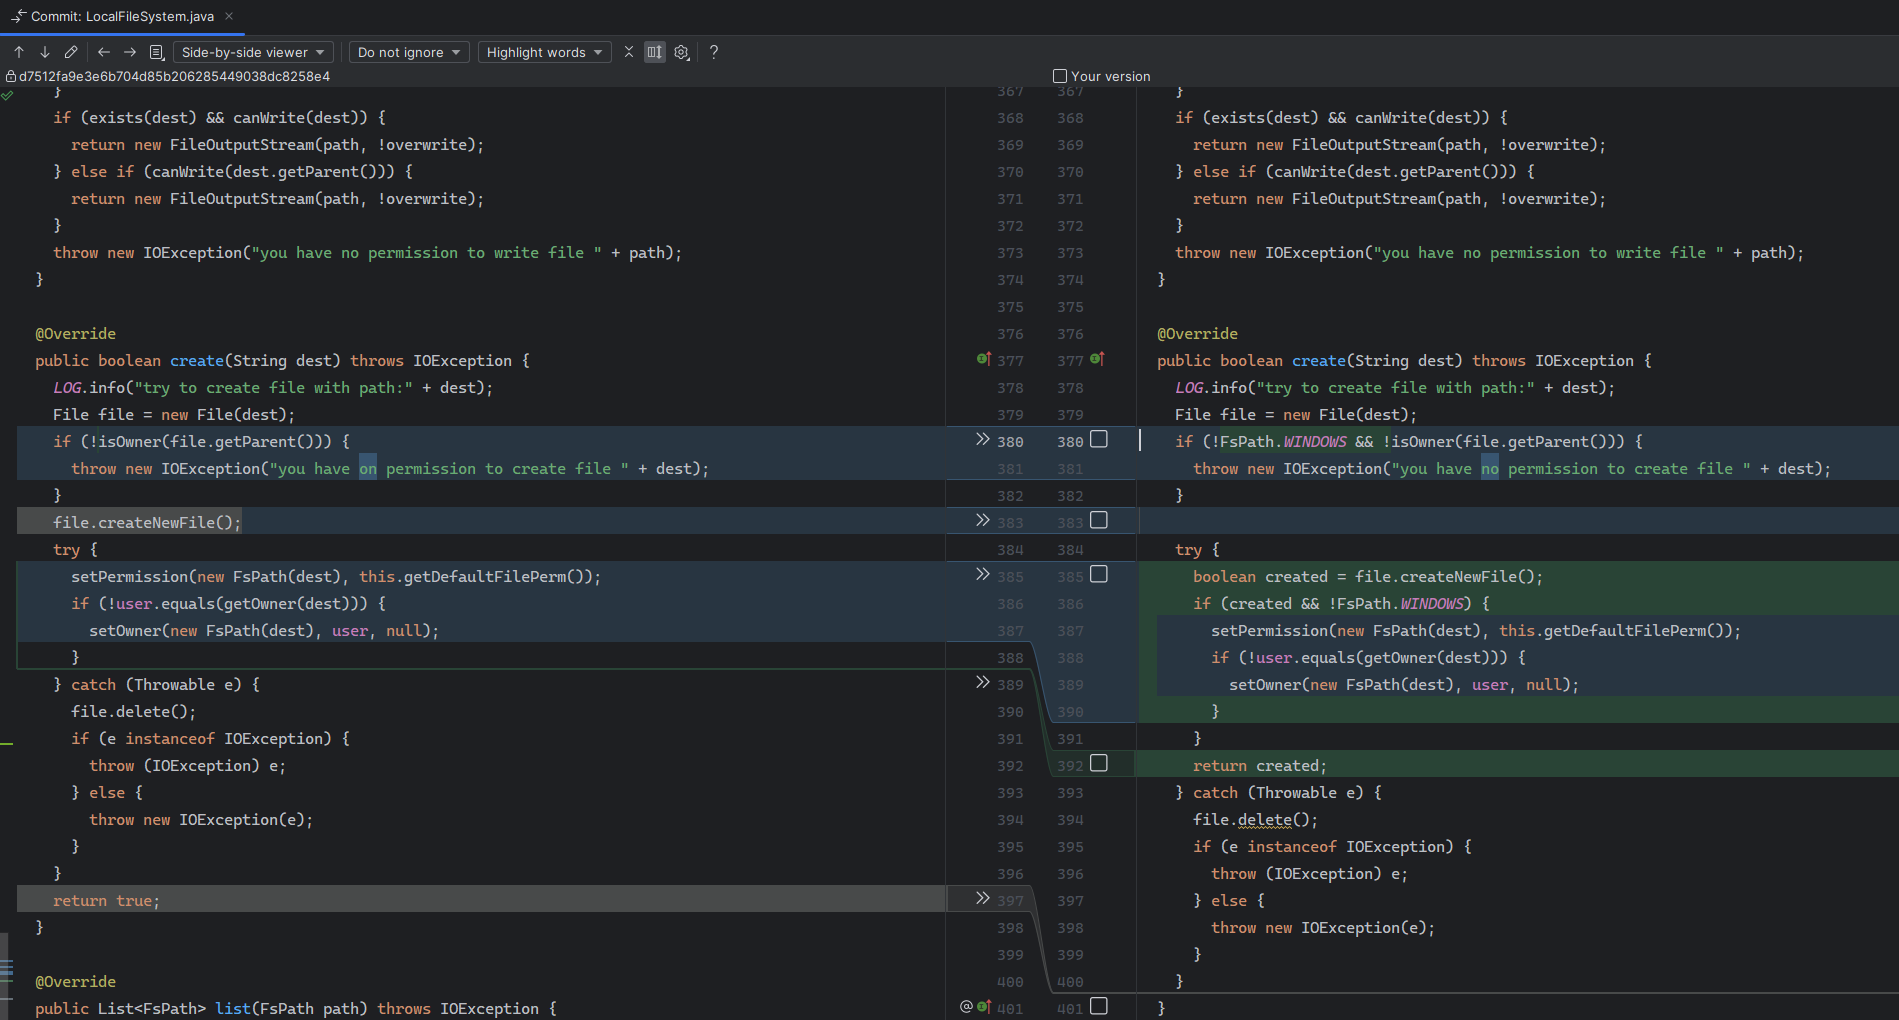 Commit: LocalFileSystem.java
Side-by-side viewer
Do not ignore
Highlight words
?
d7512fa9e3e6b704d85b206285449038dc8258e4
}
if (exists(dest) && canWrite(dest)) {
return new FileOutputStream(path, !overwrite);
} else if (canWrite(dest.getParent())) {
return new FileOutputStream(path, !overwrite);
}
throw new IOException("you have no permission to write file " + path);
}
@Override
public boolean create(String dest) throws IOException {
LOG.info("try to create file with path:" + dest);
File file = new File(dest);
if (!isOwner(file.getParent())) {
throw new IOException("you have on permission to create file " + dest);
}
file.createNewFile();
try {
setPermission(new FsPath(dest), this.getDefaultFilePerm());
if (!user.equals(getOwner(dest))) {
setOwner(new FsPath(dest), user, null);
}
} catch (Throwable e) {
file.delete();
if (e instanceof IOException) {
throw (IOException) e;
} else {
throw new IOException(e);
}
}
return true;
}
@Override
public List<FsPath> list(FsPath path) throws IOException {
367 367
368 368
369 369
370 370
371 371
372 372
373 373
374 374
375 375
376 376
377 377
378 378
379 379
380 380
381 381
382 382
383 383
384 384
385 385
386 386
387 387
388 388
389 389
390 390
391 391
392 392
393 393
394 394
395 395
396 396
397 397
398 398
399 399
400 400
@ 401 401
Your version
}
if (exists(dest) && canWrite(dest)) {
return new FileOutputStream(path, !overwrite);
} else if (canWrite(dest.getParent())) {
return new FileOutputStream(path, !overwrite);
}
throw new IOException("you have no permission to write file " + path);
}
@Override
public boolean create(String dest) throws IOException {
LOG.info("try to create file with path:" + dest);
File file = new File(dest);
if (!FsPath.WINDOWS && !isOwner(file.getParent())) {
throw new IOException("you have no permission to create file " + dest);
}
try {
boolean created = file.createNewFile();
if (created && !FsPath.WINDOWS) {
setPermission(new FsPath(dest), this.getDefaultFilePerm());
if (!user.equals(getOwner(dest))) {
setOwner(new FsPath(dest), user, null);
}
}
return created;
} catch (Throwable e) {
file.delete();
if (e instanceof IOException) {
throw (IOException) e;
} else {
throw new IOException(e);
}
}
}